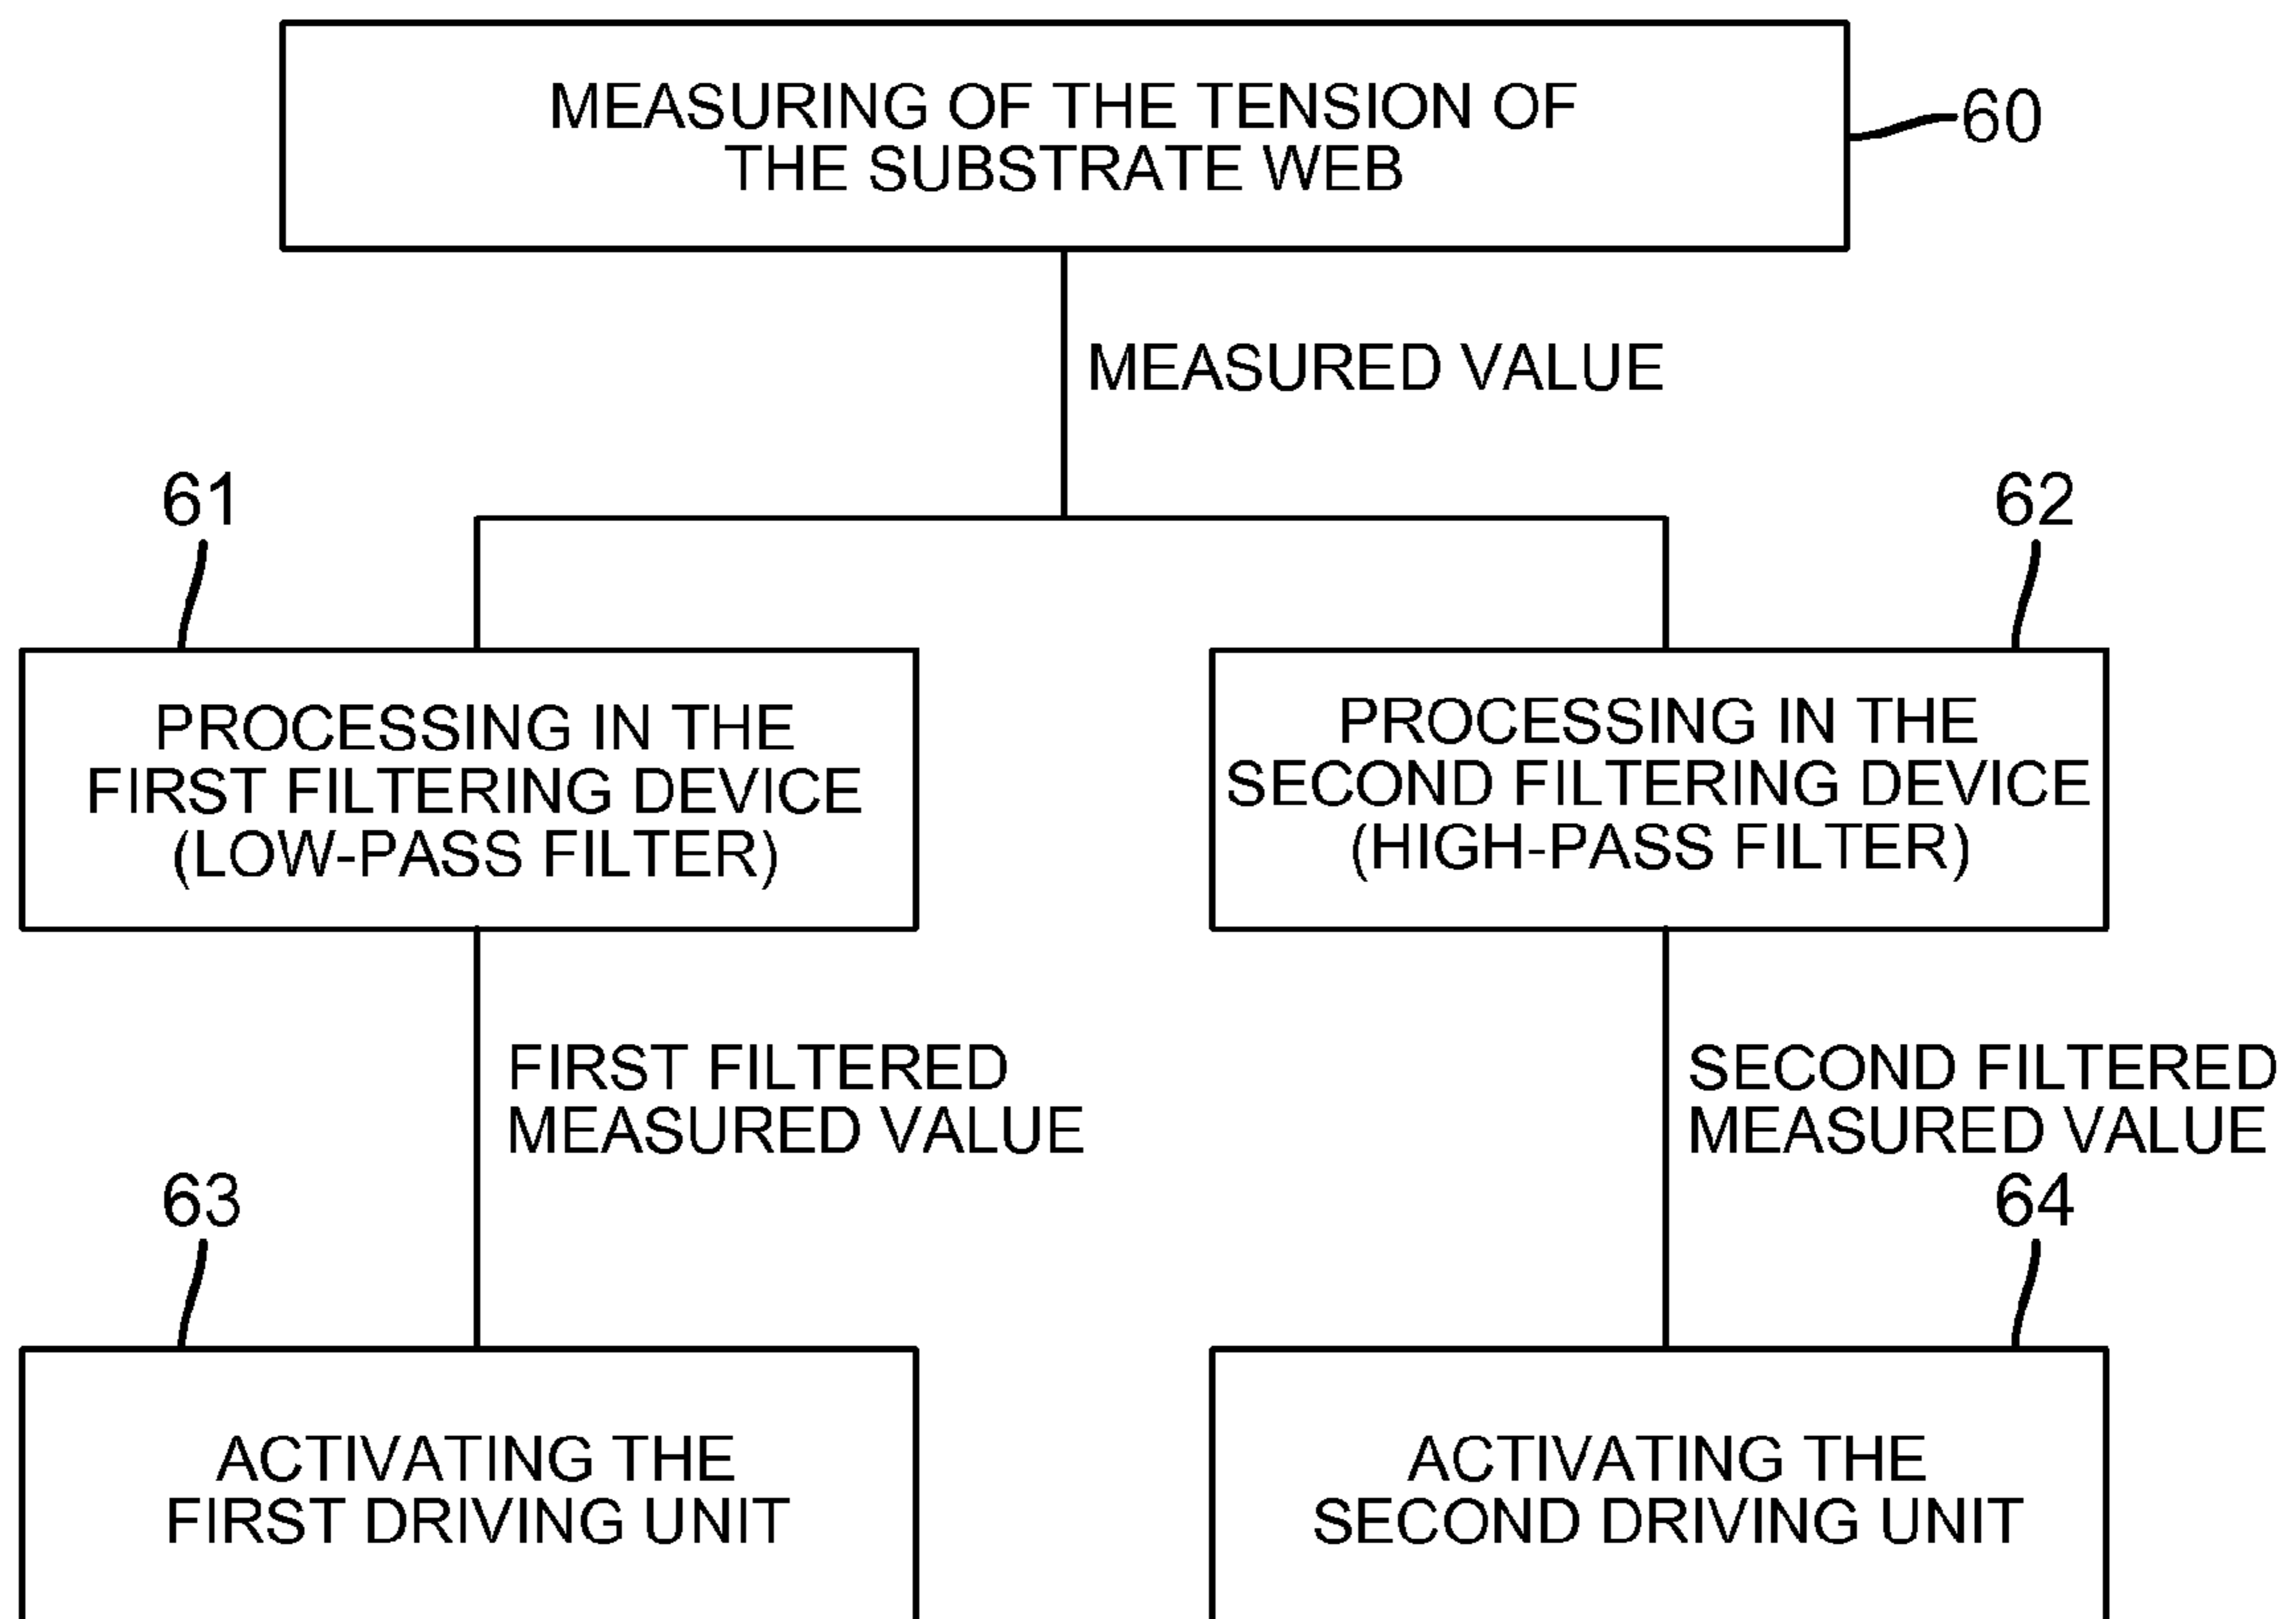 MEASURING OF THE TENSION OF
THE SUBSTRATE WEB
60
MEASURED VALUE
61
62
PROCESSING IN THE
FIRST FILTERING DEVICE
(LOW-PASS FILTER)
PROCESSING IN THE
SECOND FILTERING DEVICE
(HIGH-PASS FILTER)
FIRST FILTERED
MEASURED VALUE
SECOND FILTERED
MEASURED VALUE
63
64
ACTIVATING THE
FIRST DRIVING UNIT
ACTIVATING THE
SECOND DRIVING UNIT